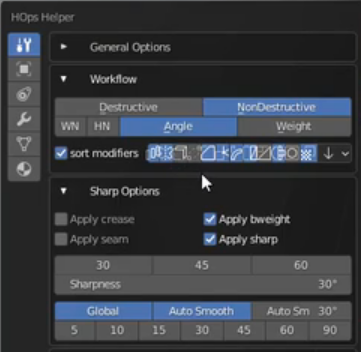 HOps Helper
General Options
Workflow
Destructive NonDestructive
WN HN Angle Weight
sort modifiers
Sharp Options
Apply crease Apply bweight
Apply seam Apply sharp
30 45 60
Sharpness 30°
Global Auto Smooth Auto Sm 30°
5 10 15 30 45 60 90